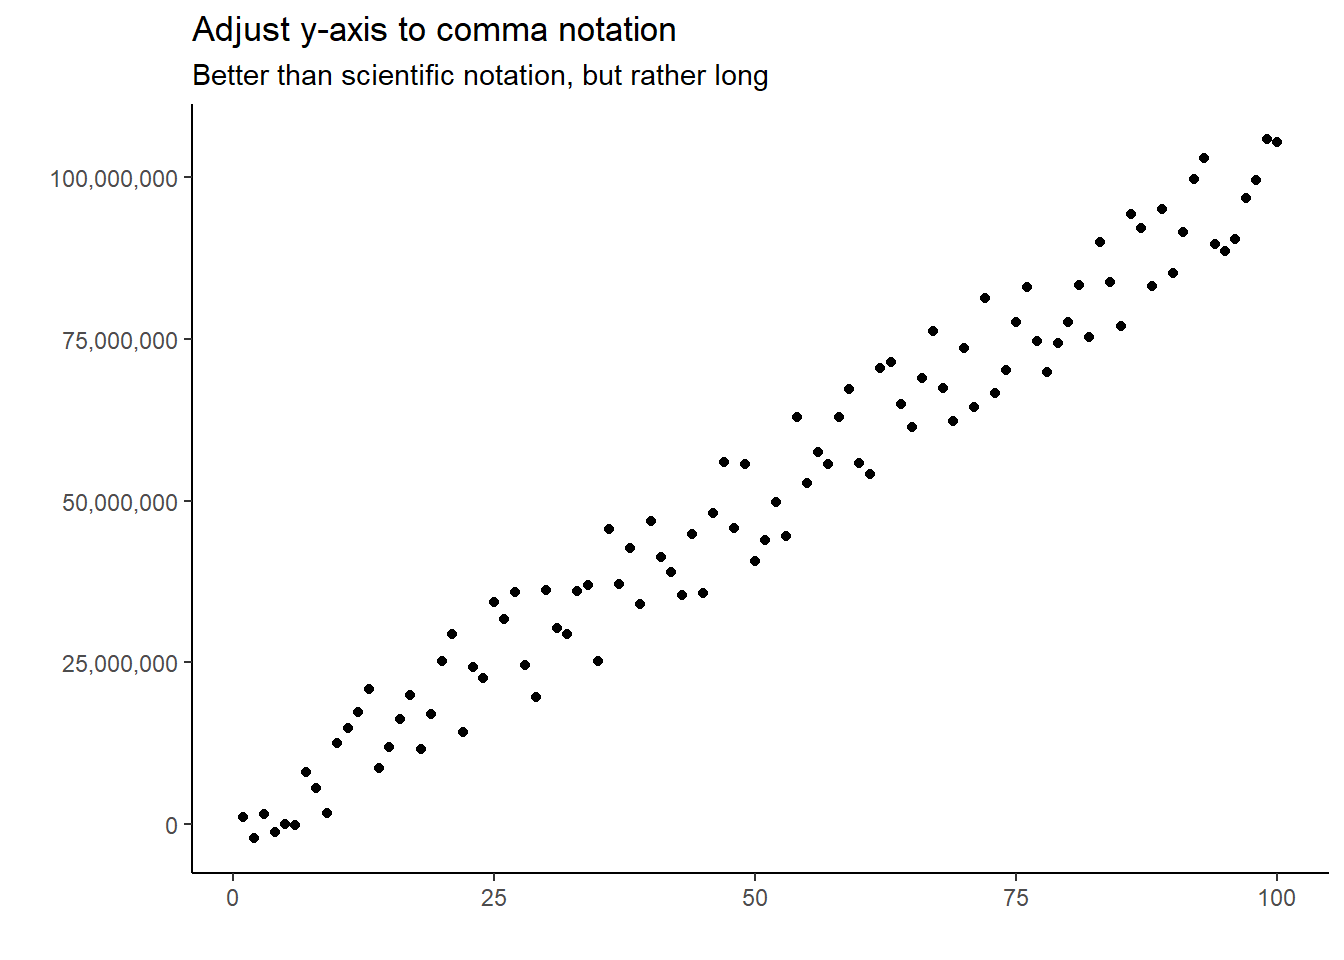 Adjust y-axis to comma notation
Better than scientific notation, but rather long
100,000,000
75,000,000
50,000,000
25,000,000
0
0 25 50 75 100